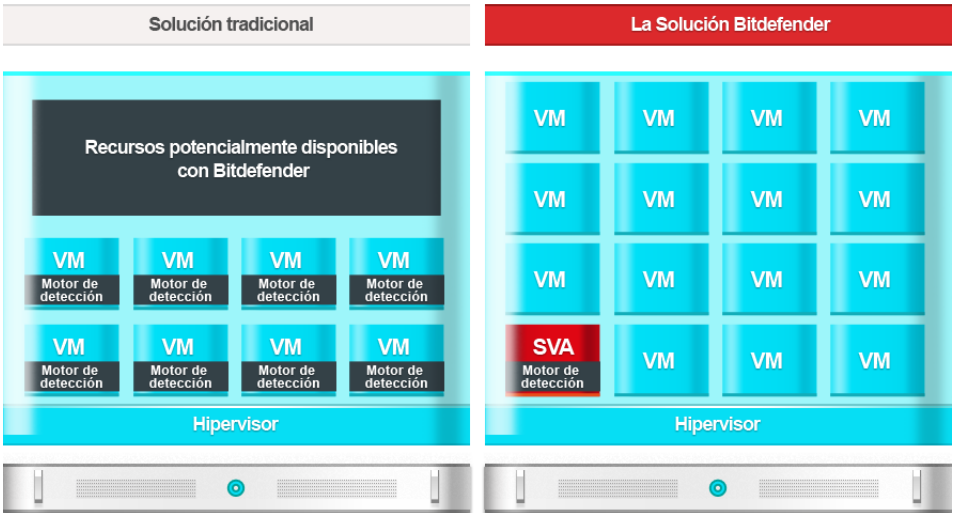 Solución tradicional
Recursos potencialmente disponibles
con Bitdefender
VM
Motor de
detección
VM
Motor de
detección
VM
Motor de
detección
VM
Motor de
detección
VM
Motor de
detección
VM
Motor de
detección
VM
Motor de
detección
VM
Motor de
detección
Hipervisor
La Solución Bitdefender
VM
VM
VM
VM
VM
VM
VM
VM
VM
VM
VM
VM
SVA
Motor de
detección
VM
VM
VM
Hipervisor